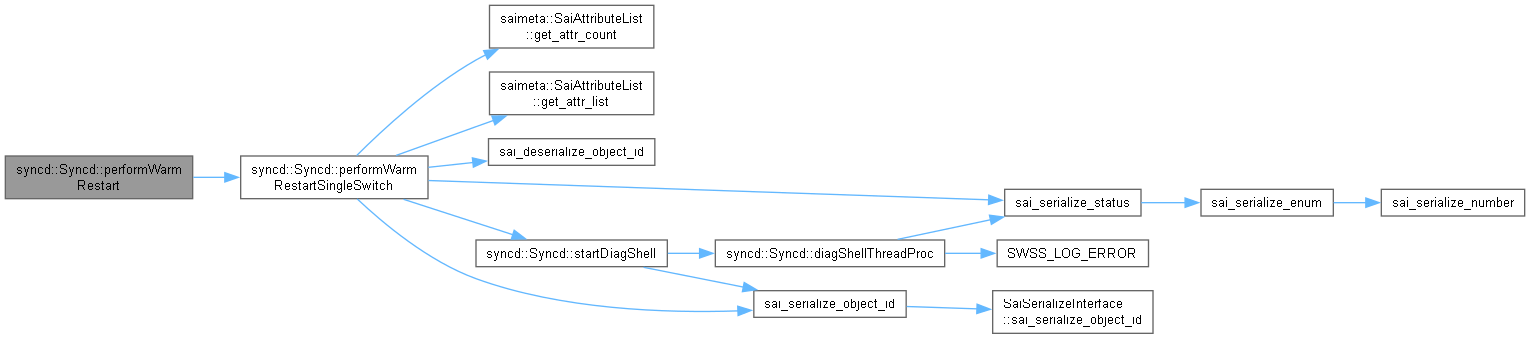 saimeta::SaiAttributeList
::get_attr_count
saimeta::SaiAttributeList
::get_attr_list
sai_deserialize_object_id
syncd::Syncd::performWarm
Restart
syncd::Syncd::performWarm
RestartSingleSwitch
sai_serialize_status
sai_serialize_enum
sai_serialize_number
syncd::Syncd::startDiagShell
syncd::Syncd::diagShellThreadProc
SWSS_LOG_ERROR
sai_serialize_object_id
SaiSerializeInterface
::sai_serialize_object_id